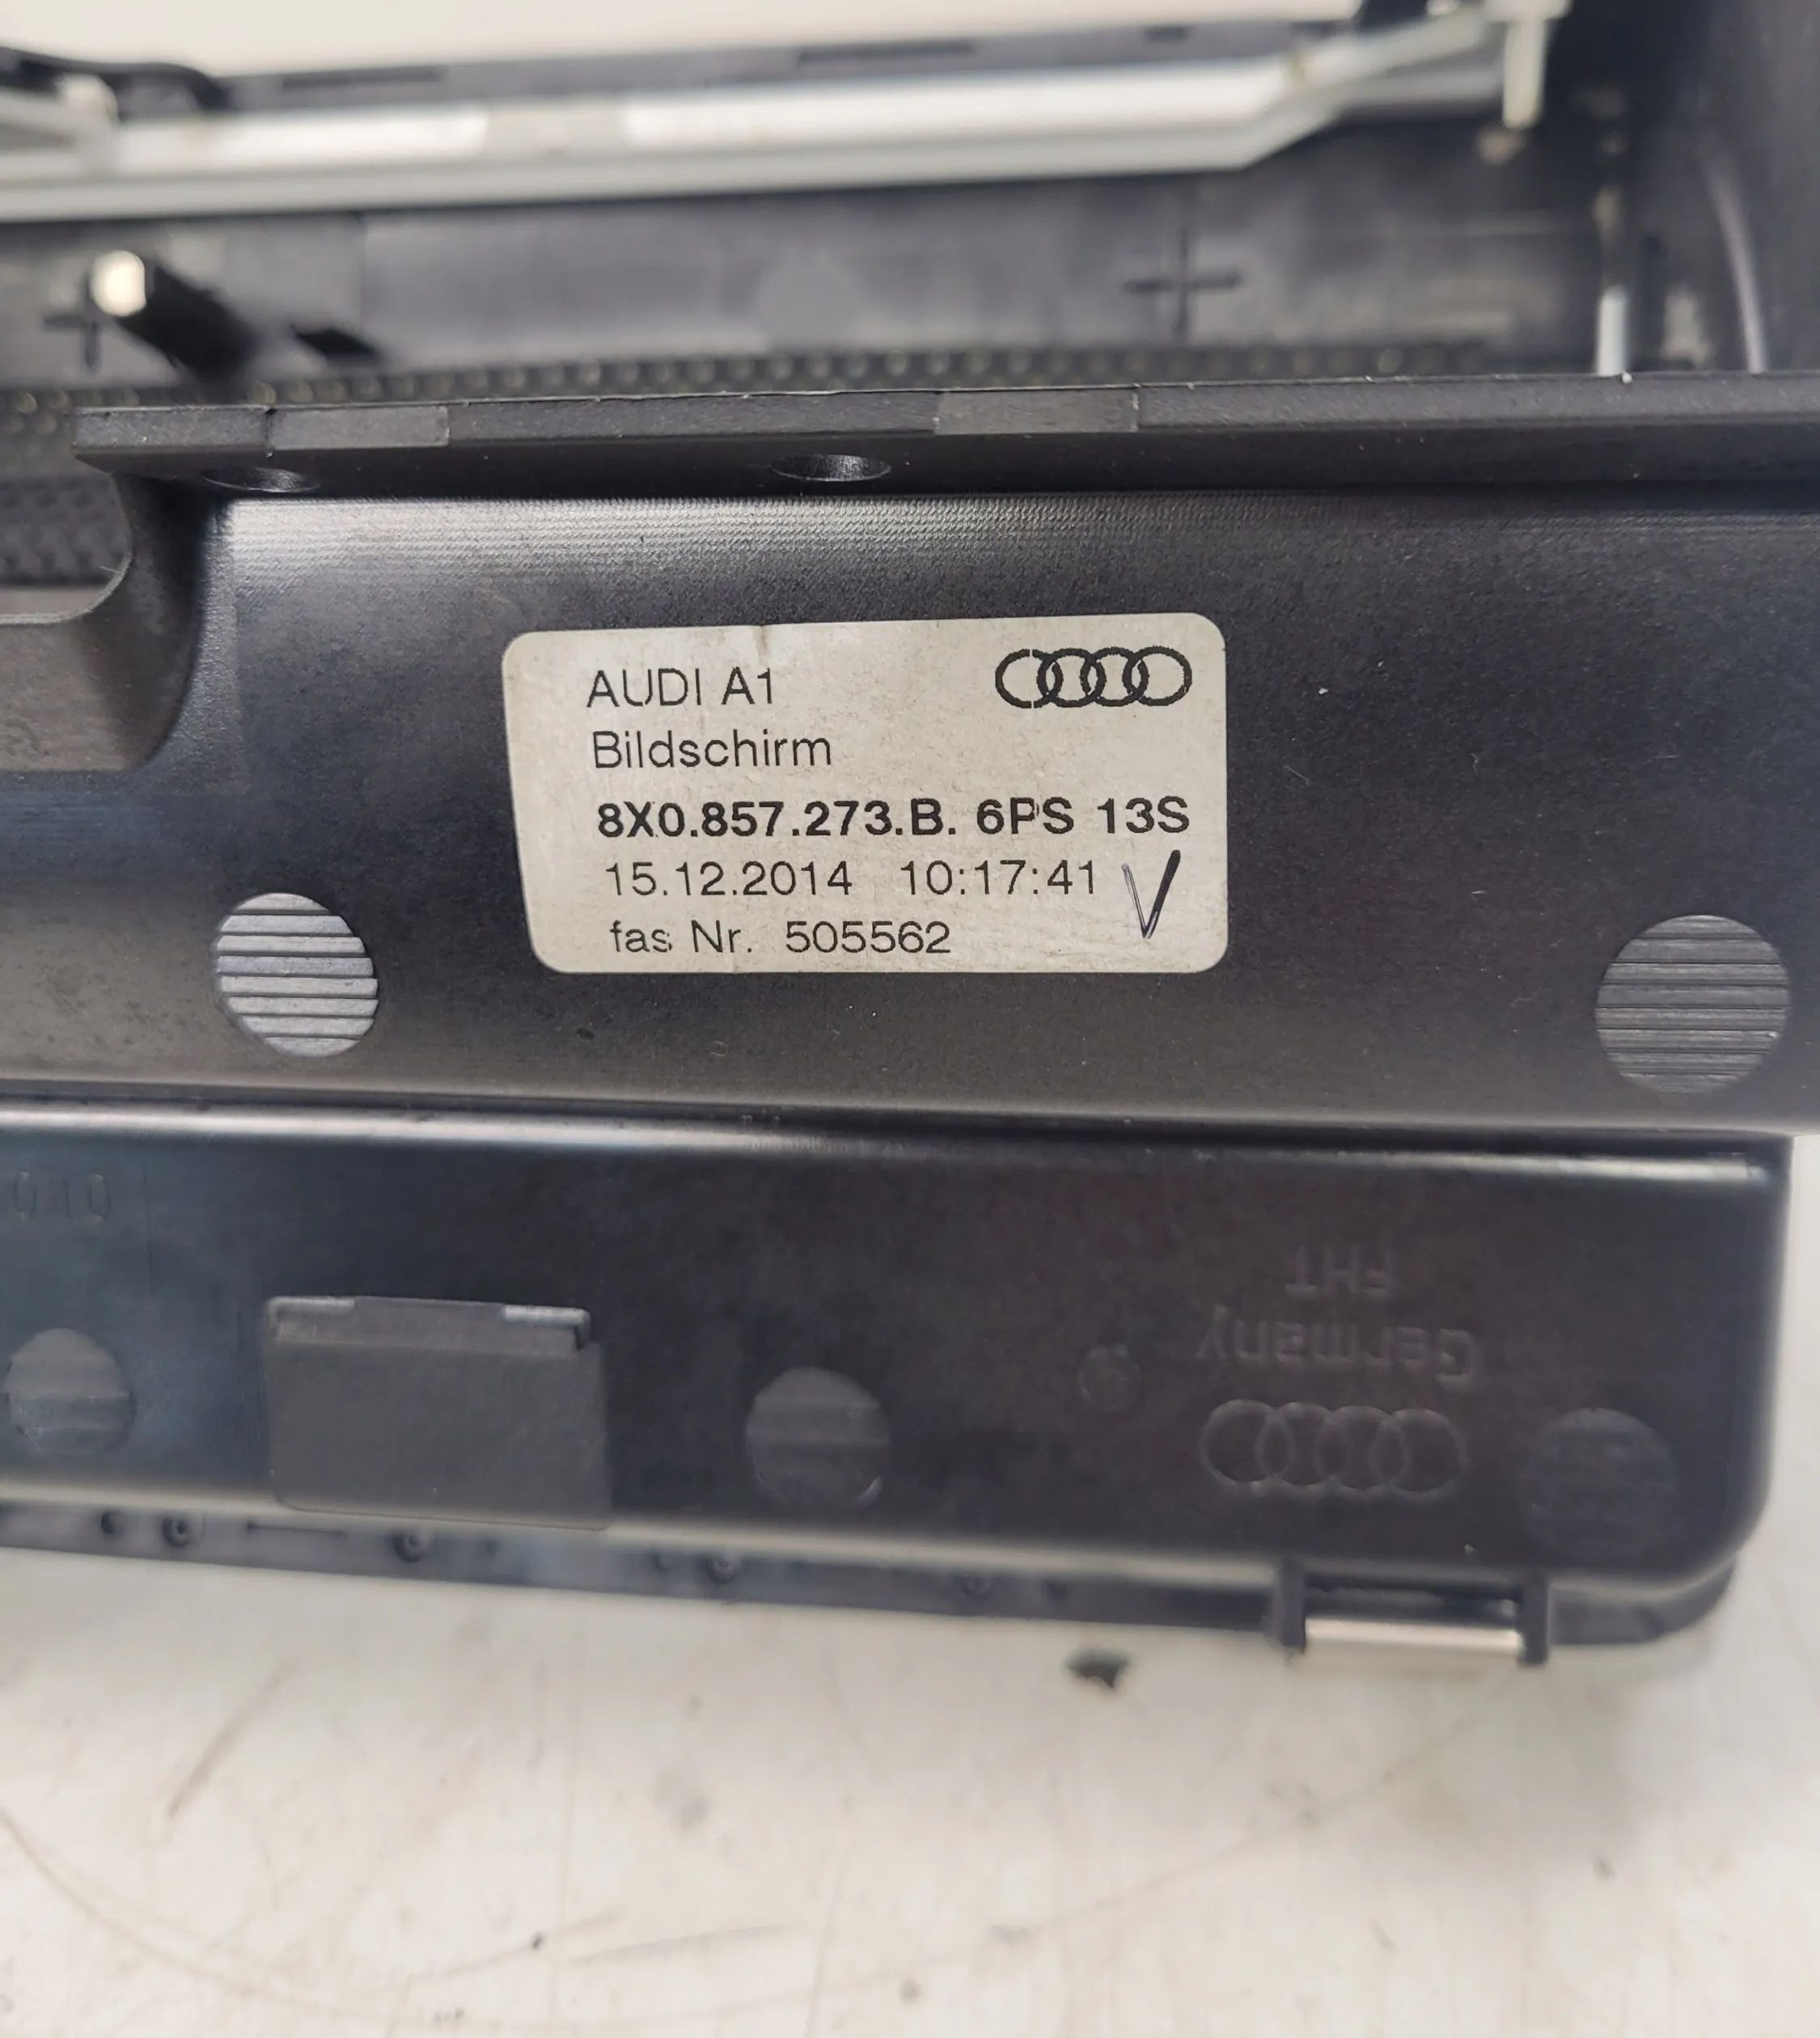 AUDI A1
Bildschirm
8X0.857.273.B. 6PS 13S
15.12.2014 10:17:41 V
fas Nr. 505562
FHT
Germany